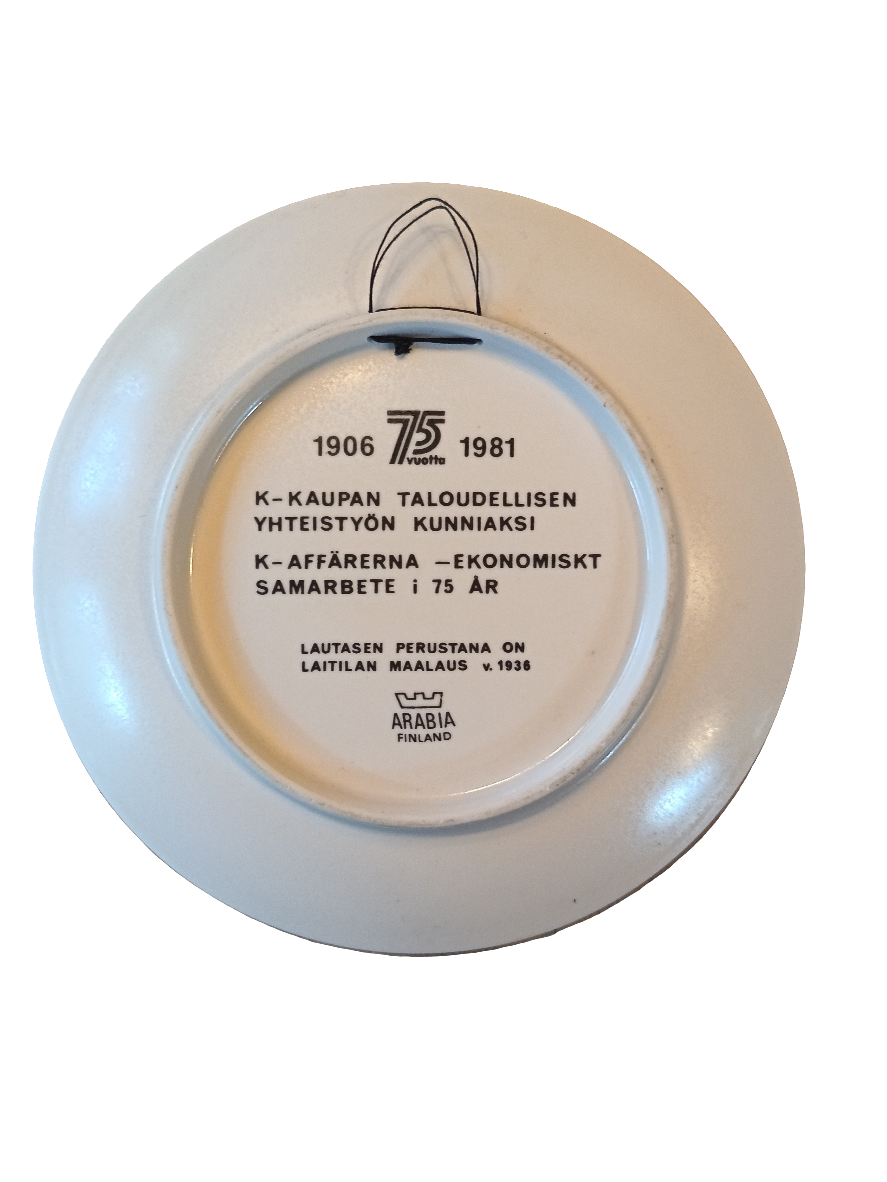 1906 75 vuotta 1981
K-KAUPAN TALOUDELLISEN
YHTEISTYÖN KUNNIAKSI
K-AFFÄRERNA –EKONOMISKT
SAMARBETE i 75 ÅR
LAUTASEN PERUSTANA ON
LAITILAN MAALAUS v. 1936
ARABIA
FINLAND